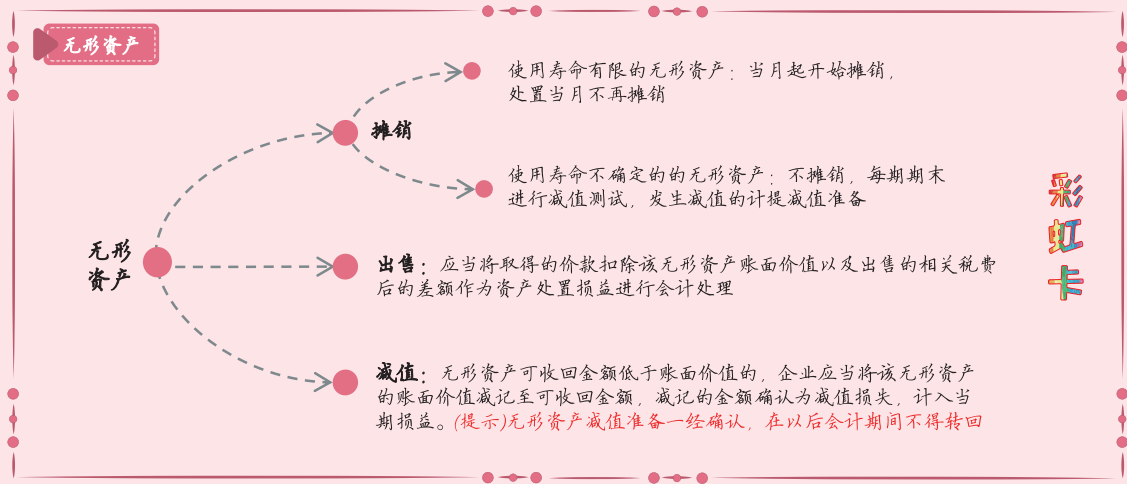 无形资产
使用寿命有限的无形资产：当月起开始摊销，
处置当月不再摊销
摊销
使用寿命不确定的的无形资产：不摊销，每期期末
进行减值测试，发生减值的计提减值准备
无形
资产
出售：应当将取得的价款扣除该无形资产账面价值以及出售的相关税费
后的差额作为资产处置损益进行会计处理
减值：无形资产可收回金额低于账面价值的，企业应当将该无形资产
的账面价值减记至可收回金额，减记的金额确认为减值损失，计入当
期损益。(提示)无形资产减值准备一经确认，在以后会计期间不得转回
彩
虹
卡